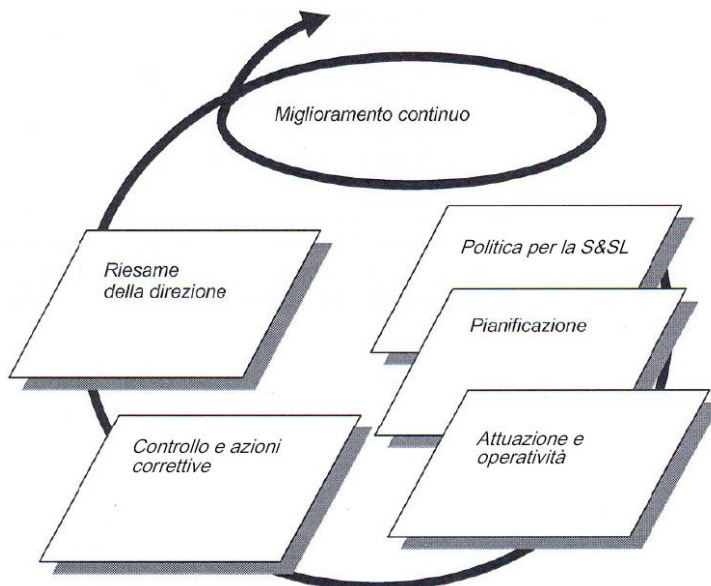 Miglioramento continuo
Politica per la S&SL
Pianificazione
Attuazione e
operatività
Controllo e azioni
correttive
Riesame
della direzione